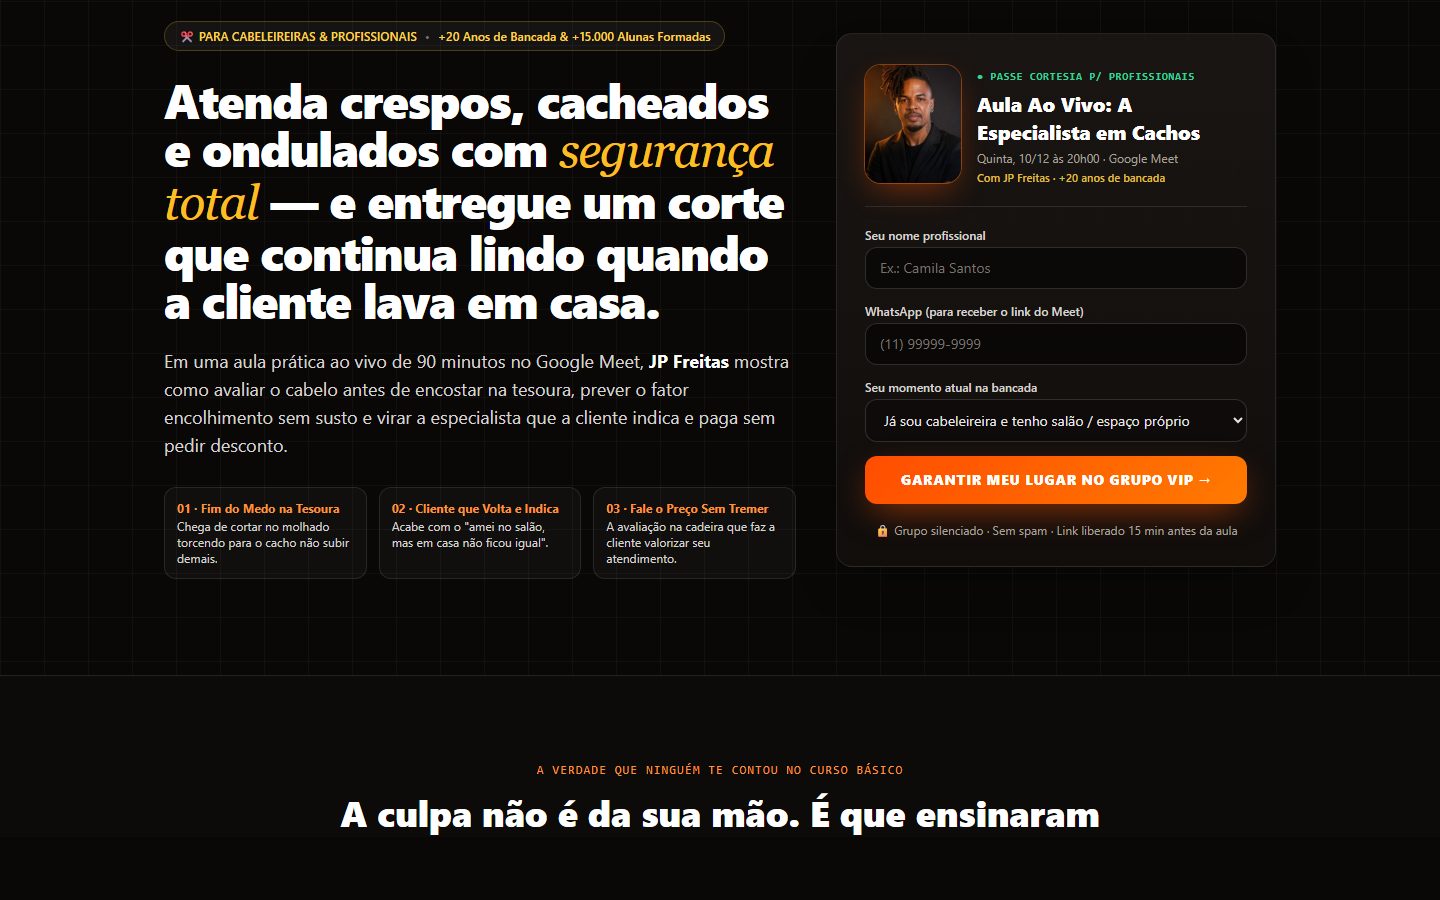 PARA CABELEIREIRAS & PROFISSIONAIS • +20 Anos de Bancada & +15.000 Alunas Formadas
Atenda crespos, cacheados
e ondulados com segurança
total — e entregue um corte
que continua lindo quando
a cliente lava em casa.
Em uma aula prática ao vivo de 90 minutos no Google Meet, JP Freitas mostra
como avaliar o cabelo antes de encostar na tesoura, prever o fator
encolhimento sem susto e virar a especialista que a cliente indica e paga sem
pedir desconto.
01 · Fim do Medo na Tesoura
Chega de cortar no molhado
torcendo para o cacho não subir
demais.
02 · Cliente que Volta e Indica
Acabe com o "amei no salão,
mas em casa não ficou igual".
03 · Fale o Preço Sem Tremer
A avaliação na cadeira que faz a
cliente valorizar seu
atendimento.
● PASSE CORTESIA P/ PROFISSIONAIS
Aula Ao Vivo: A
Especialista em Cachos
Quinta, 10/12 às 20h00 · Google Meet
Com JP Freitas · +20 anos de bancada
Seu nome profissional
Ex.: Camila Santos
WhatsApp (para receber o link do Meet)
(11) 99999-9999
Seu momento atual na bancada
Já sou cabeleireira e tenho salão / espaço próprio
GARANTIR MEU LUGAR NO GRUPO VIP →
Grupo silenciado · Sem spam · Link liberado 15 min antes da aula
A VERDADE QUE NINGUÉM TE CONTOU NO CURSO BÁSICO
A culpa não é da sua mão. É que ensinaram